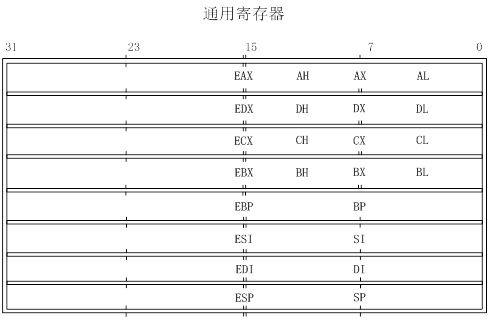 通用寄存器
31 23 15 7 0
EAX AH AX AL
EDX DH DX DL
ECX CH CX CL
EBX BH BX BL
EBP BP
ESI SI
EDI DI
ESP SP